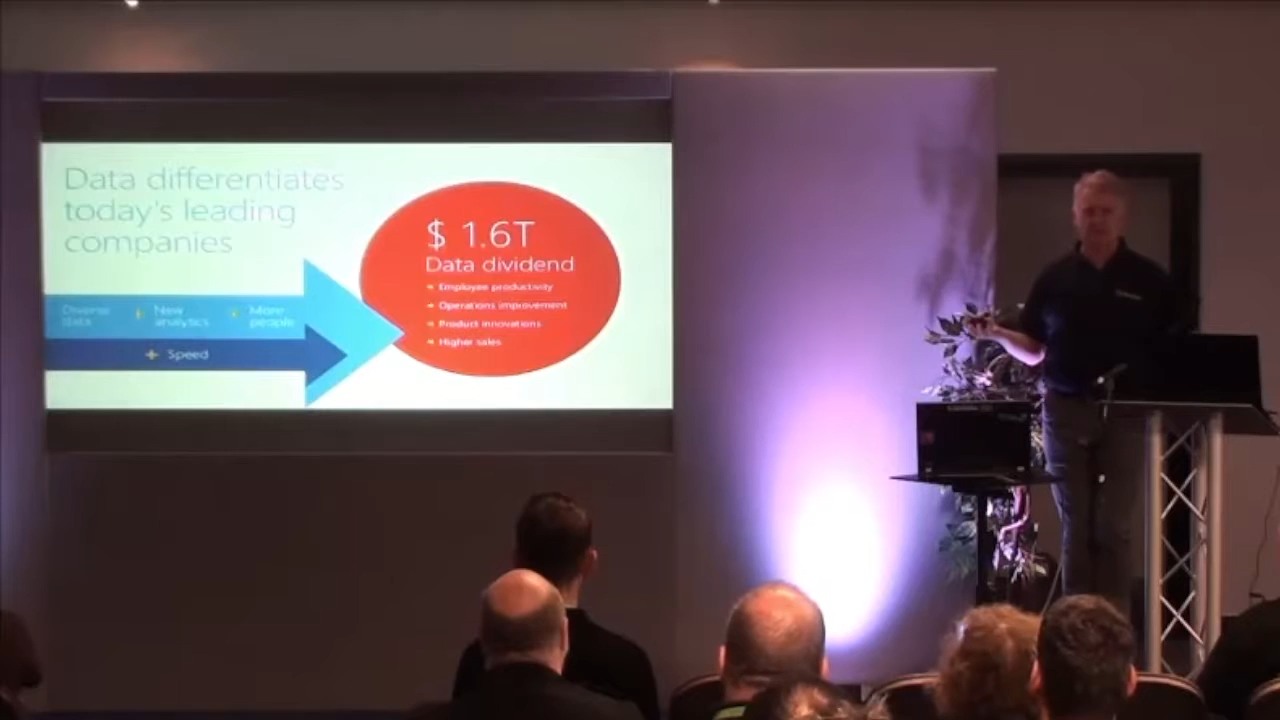 Data differentiates
today's leading
companies
Diverse
data
+ New
analytics
+ More
people
+ Speed
$ 1.6T
Data dividend
Employee productivity
Operations improvement
Product innovations
Higher sales